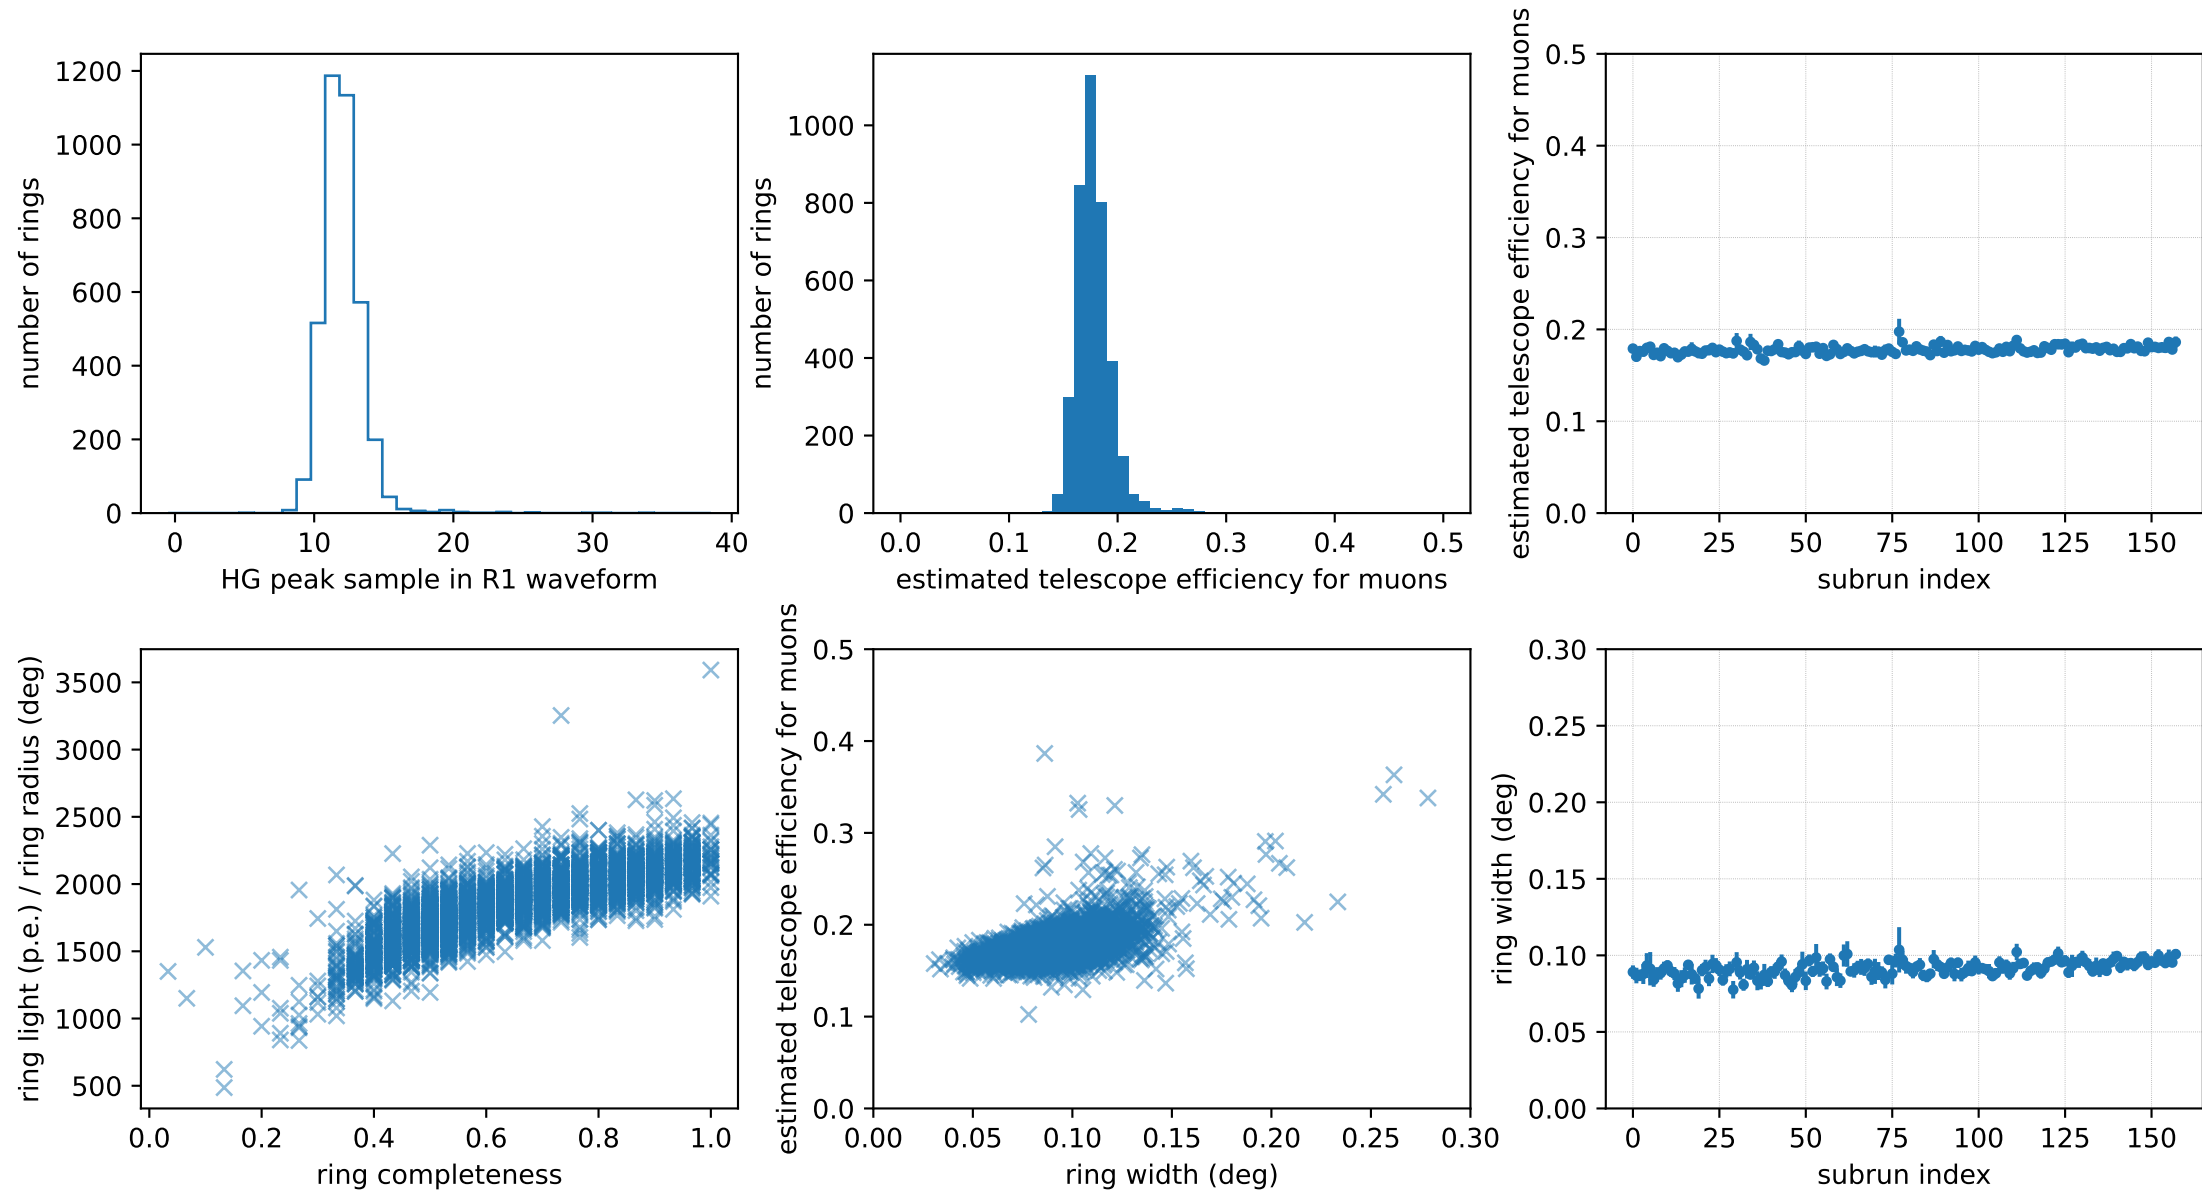 number of rings
1200
1000
800
600
400
200
0
0 10 20 30 40
HG peak sample in R1 waveform
number of rings
1000
800
600
400
200
0
0.0 0.1 0.2 0.3 0.4 0.5
estimated telescope efficiency for muons
estimated telescope efficiency for muons
0.5
0.4
0.3
0.2
0.1
0.0
0 25 50 75 100 125 150
subrun index
ring light (p.e.) / ring radius (deg)
3500
3000
2500
2000
1500
1000
500
0.0 0.2 0.4 0.6 0.8 1.0
ring completeness
estimated telescope efficiency for muons
0.5
0.4
0.3
0.2
0.1
0.0
0.00 0.05 0.10 0.15 0.20 0.25 0.30
ring width (deg)
ring width (deg)
0.30
0.25
0.20
0.15
0.10
0.05
0.00
0 25 50 75 100 125 150
subrun index